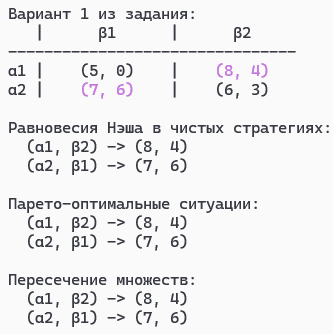 Вариант 1 из задания:
   |      β1      |      β2
--------------------------------
α1 |    (5, 0)    |    (8, 4)
α2 |    (7, 6)    |    (6, 3)

Равновесия Нэша в чистых стратегиях:
  (α1, β2) -> (8, 4)
  (α2, β1) -> (7, 6)

Парето-оптимальные ситуации:
  (α1, β2) -> (8, 4)
  (α2, β1) -> (7, 6)

Пересечение множеств:
  (α1, β2) -> (8, 4)
  (α2, β1) -> (7, 6)